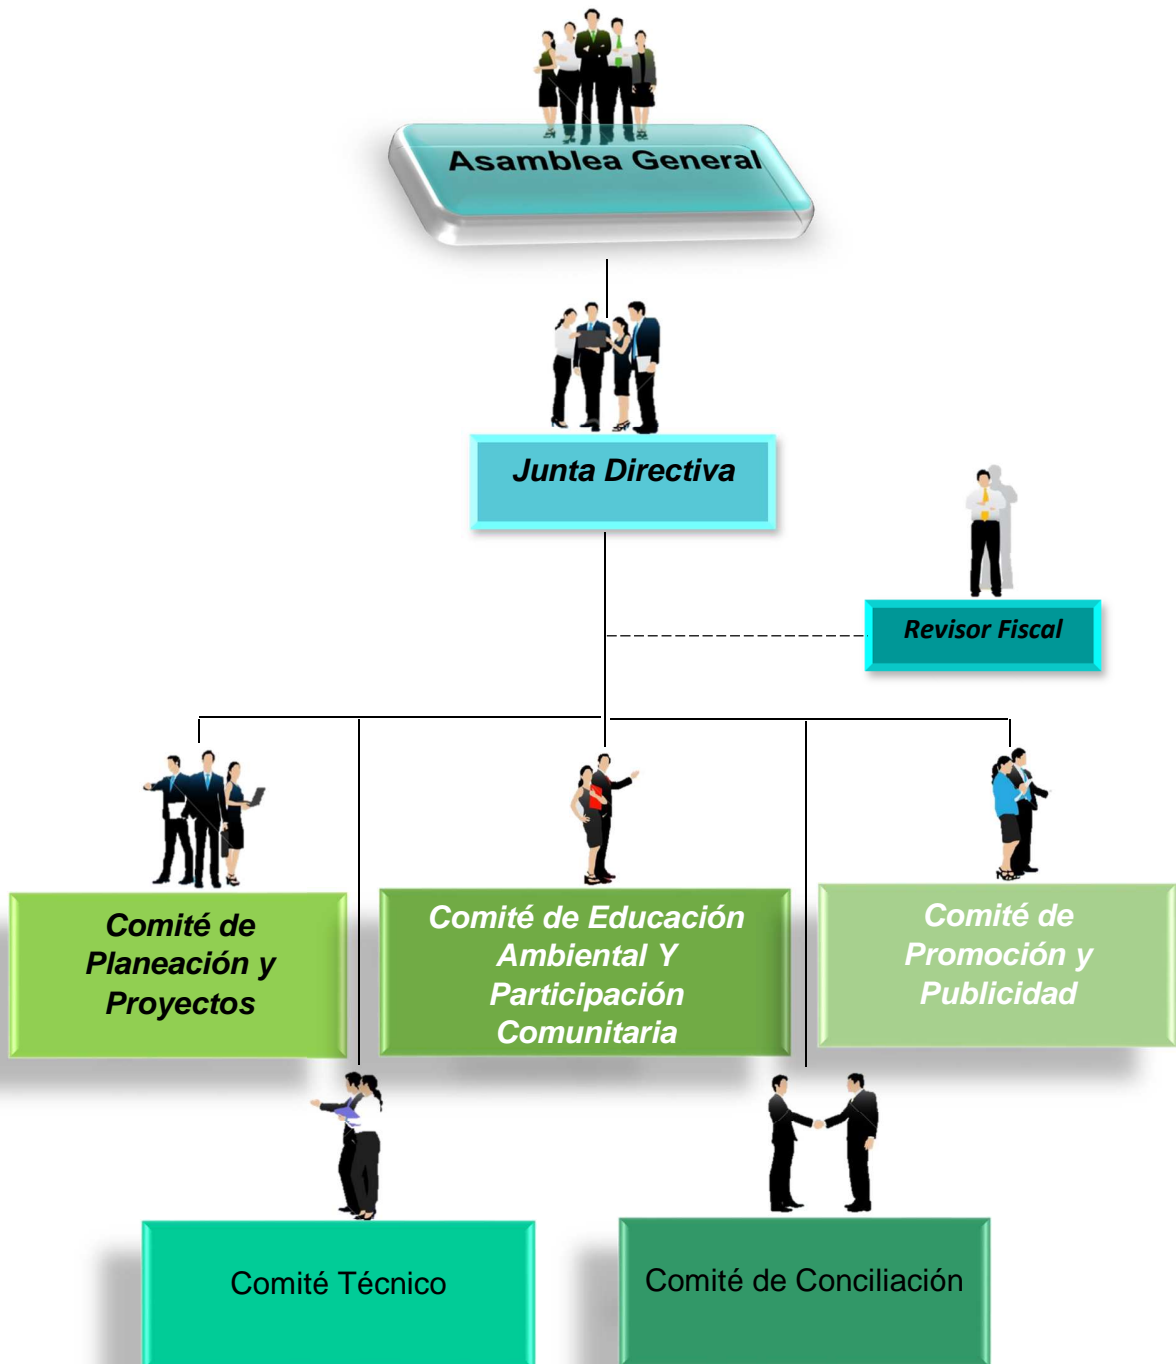 Asamblea General
Junta Directiva
Revisor Fiscal
Comité de
Planeación y
Proyectos
Comité de Educación
Ambiental Y
Participación
Comunitaria
Comité de
Promoción y
Publicidad
Comité Técnico
Comité de Conciliación